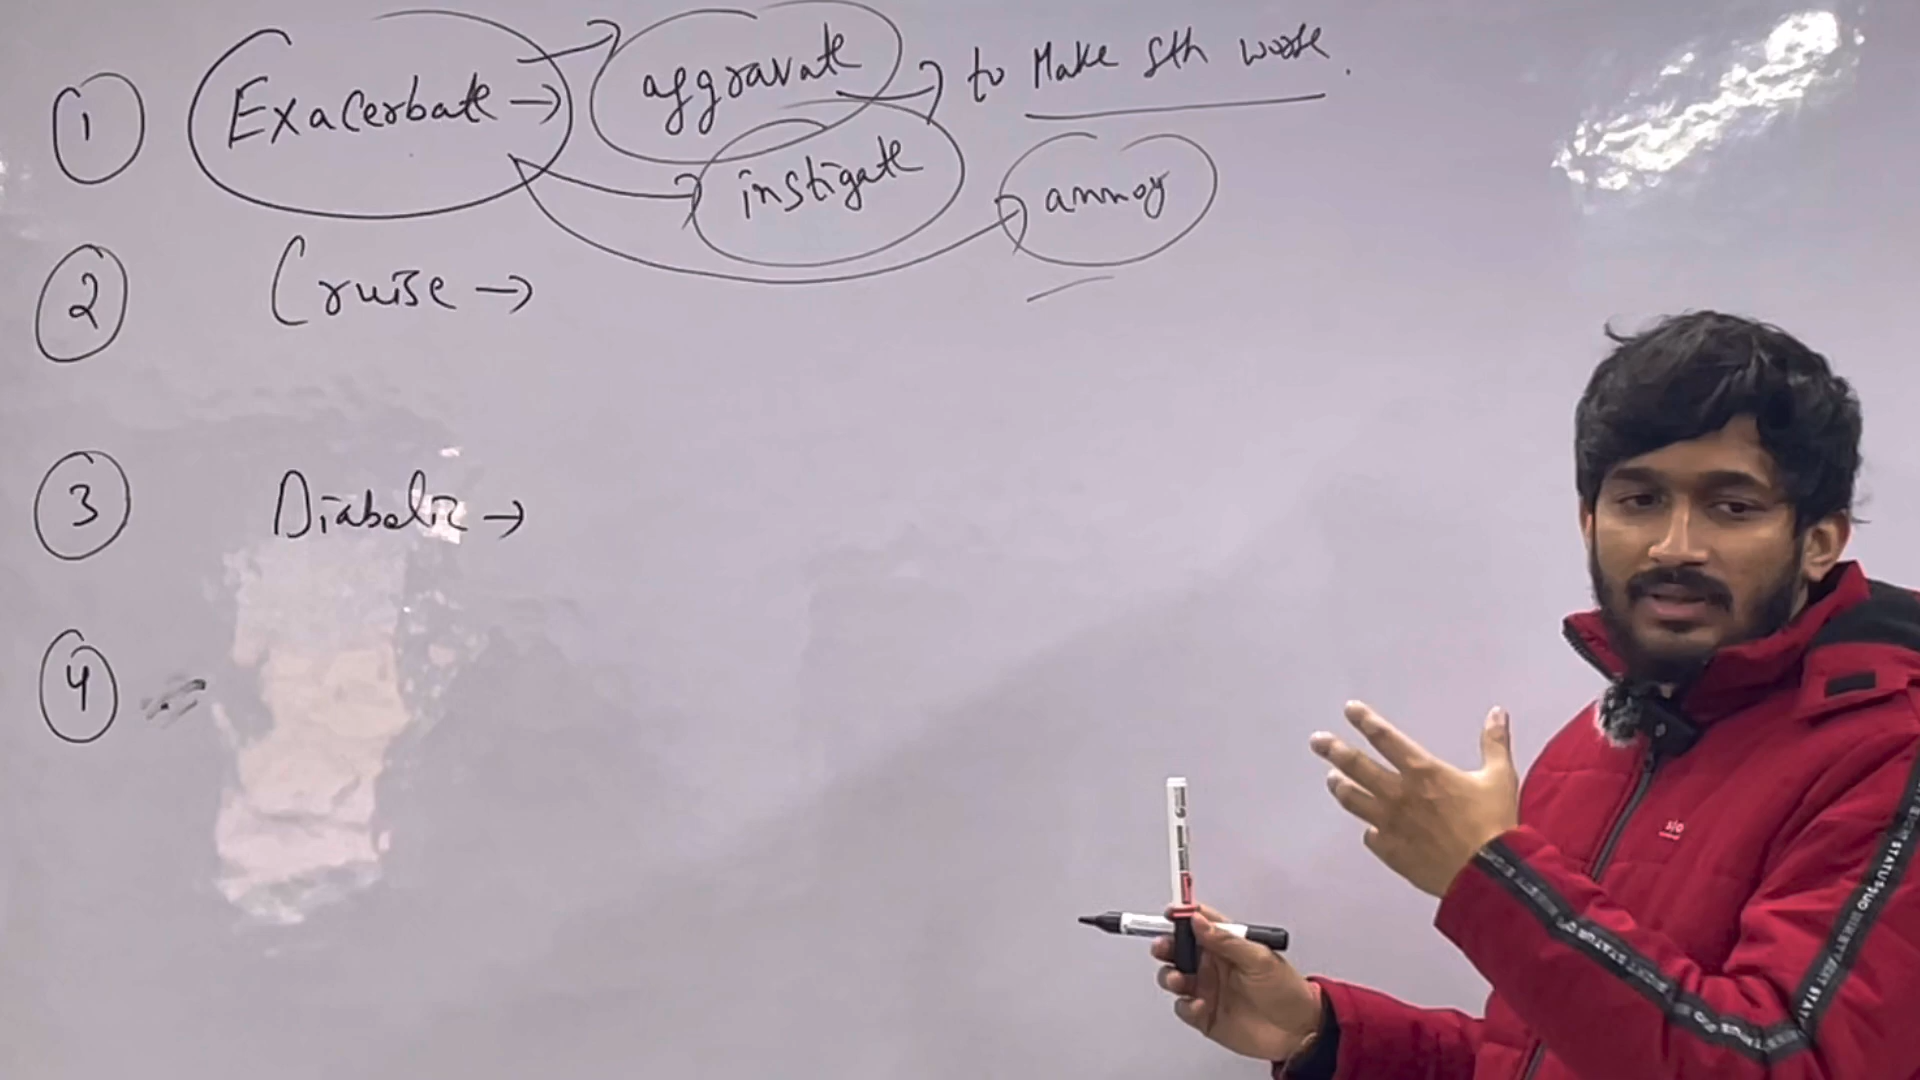 1 Exacerbate → aggravate → to Make sth worse.
instigate annoy
2 Cruise →
3 Diabolic →
4
s|Q